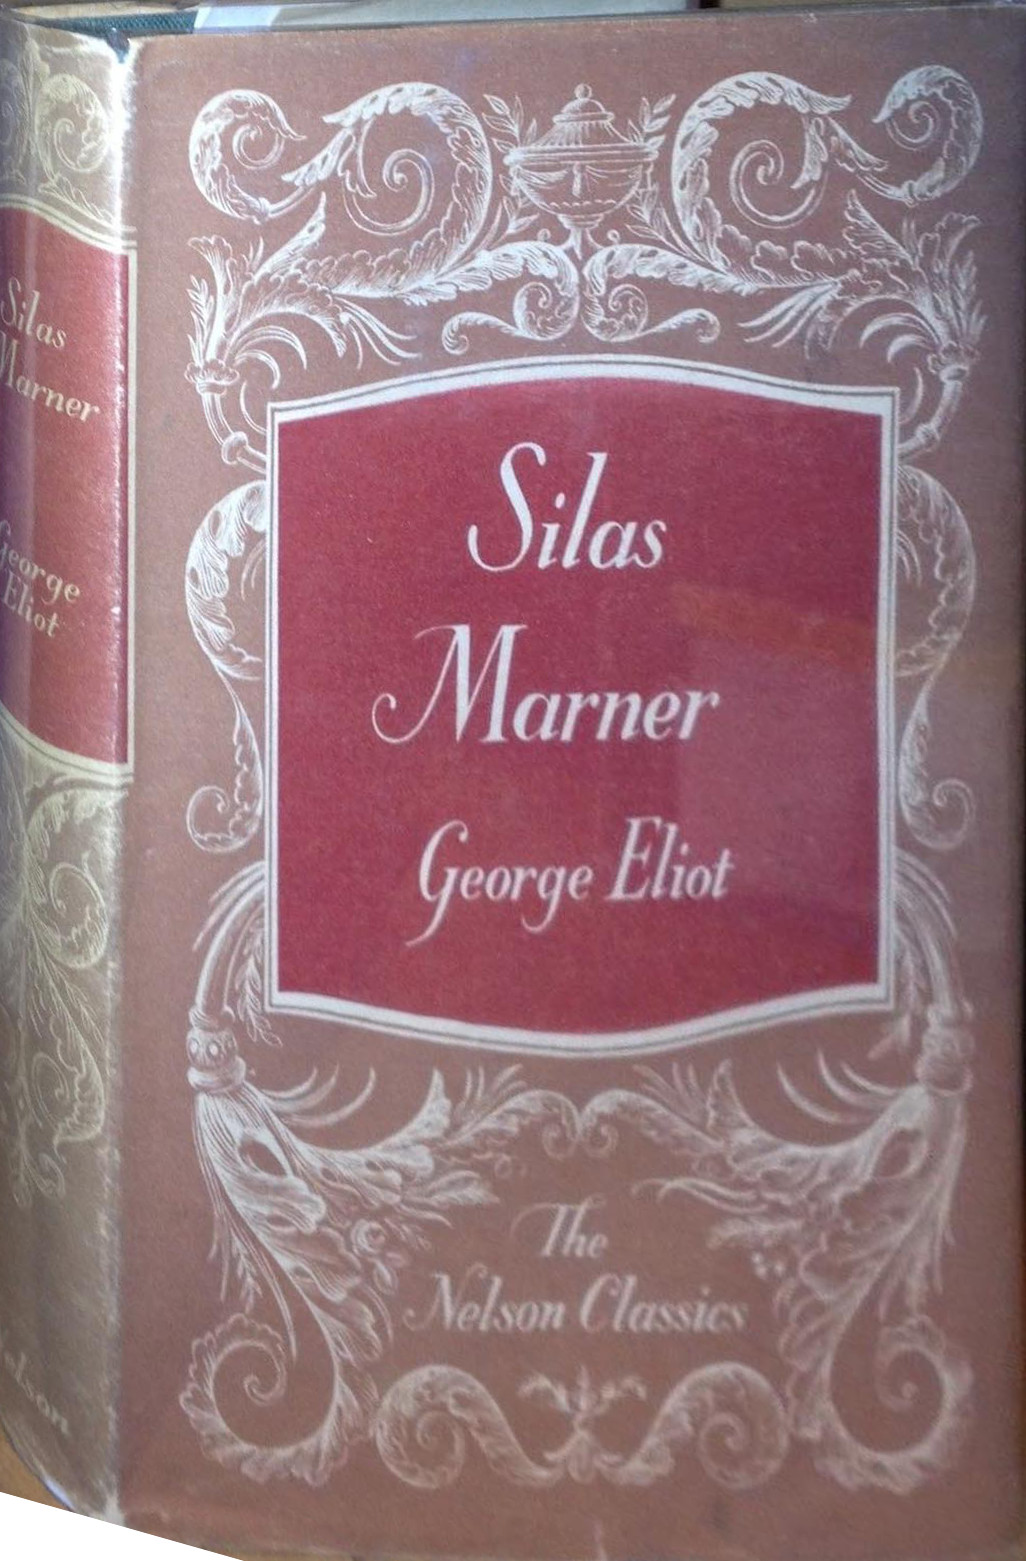 Silas
Marner
George
Eliot
Silas
Marner
George Eliot
The
Nelson Classics